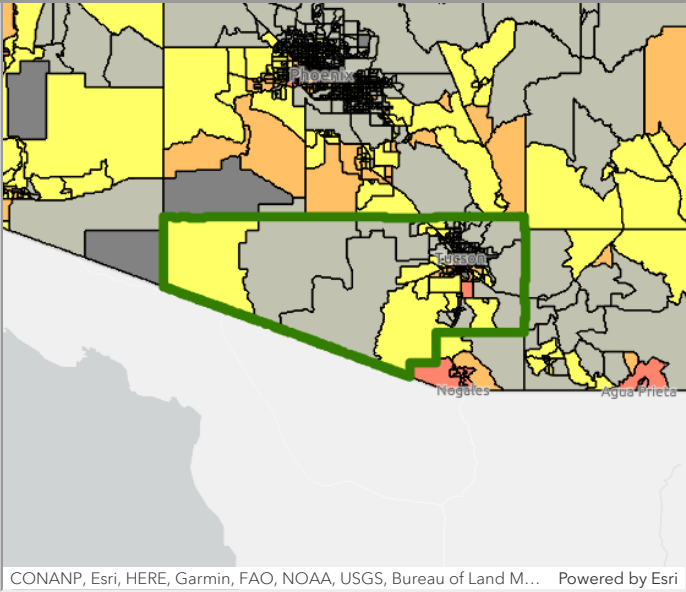 Phoenix
Tucson
Nogales
Agua Prieta
CONANP, Esri, HERE, Garmin, FAO, NOAA, USGS, Bureau of Land M... Powered by Esri